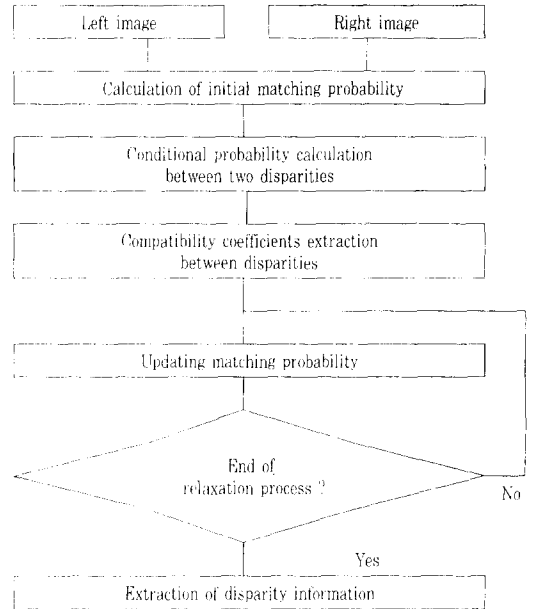 Left image
Right image
Calculation of initial matching probability
Conditional probability calculation
between two disparities
Compatibility coefficients extraction
between disparities
Updating matching probability
End of
relaxation process ?
No
Yes
Extraction of disparity information